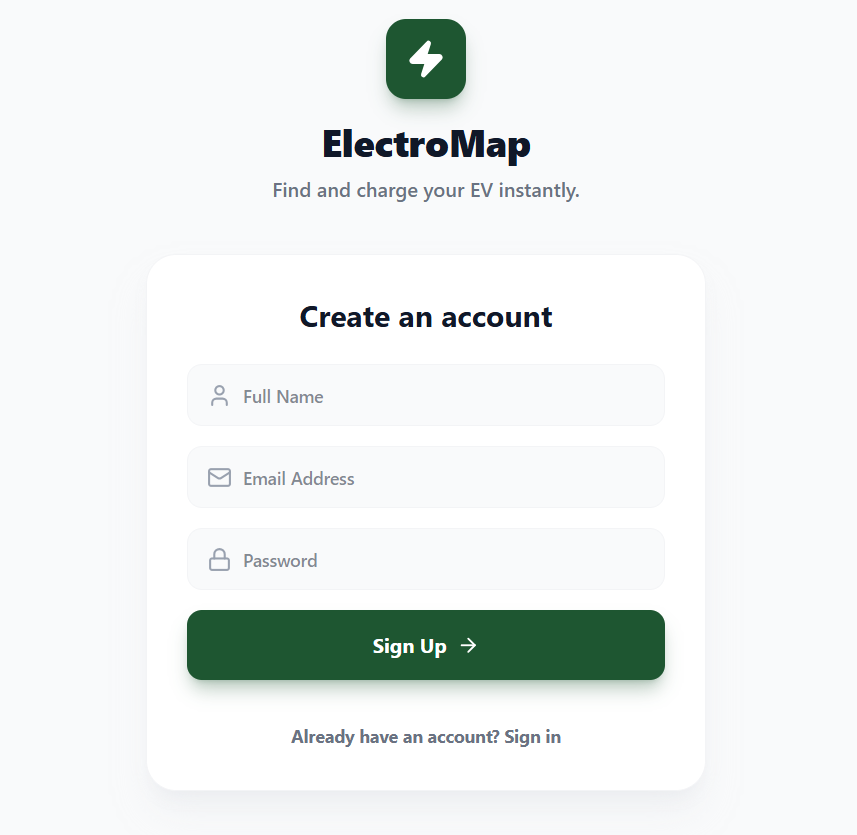 ElectroMap
Find and charge your EV instantly.
Create an account
Full Name
Email Address
Password
Sign Up
Already have an account? Sign in